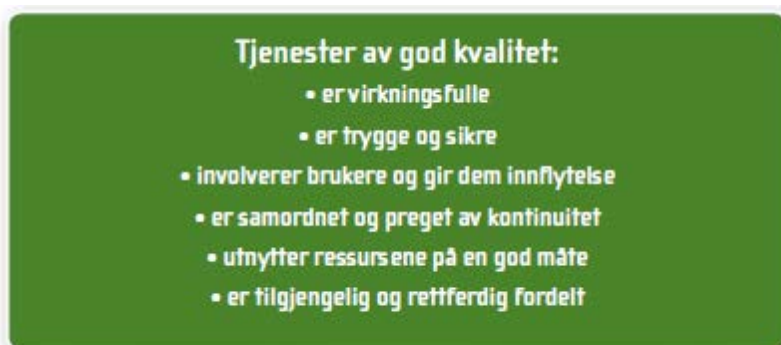 Tjenester av god kvalitet:
• er virkningsfulle
• er trygge og sikre
• involverer brukere og gir dem innflytelse
• er samordnet og preget av kontinuitet
• utnytter ressursene på en god måte
• er tilgjengelig og rettferdig fordelt